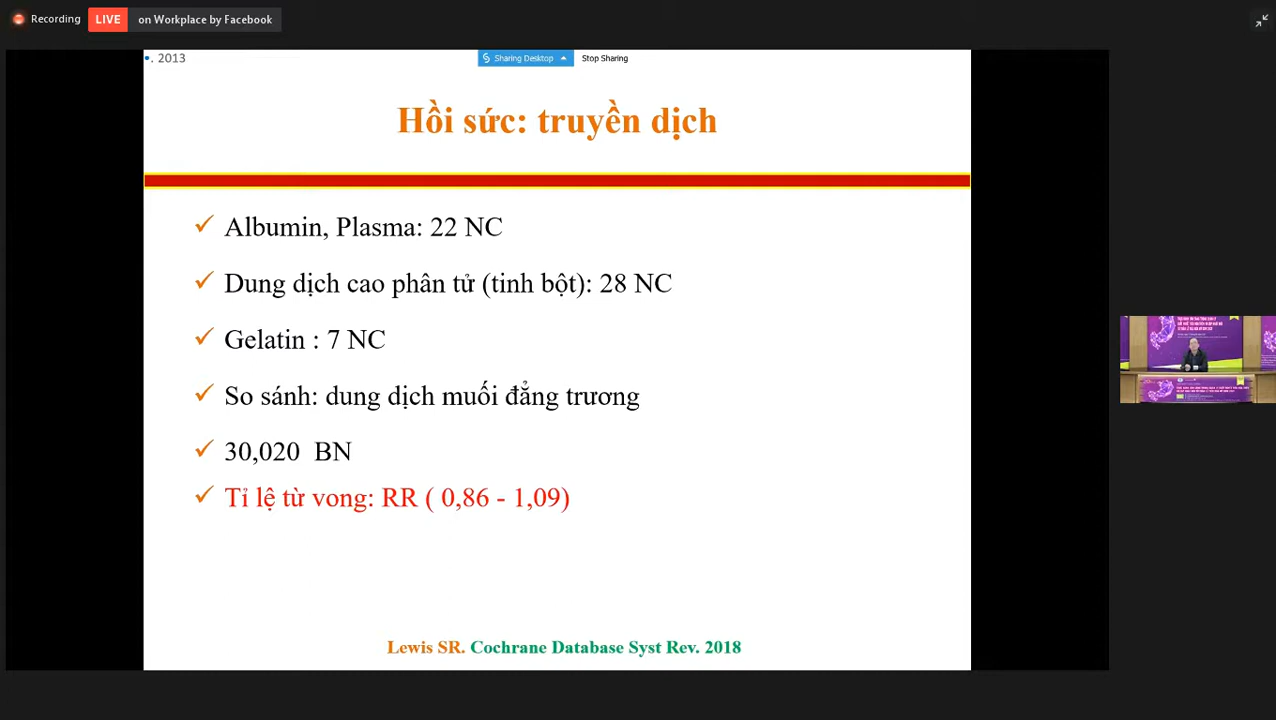 Recording
LIVE on Workplace by Facebook
. 2013
Sharing Desktop Stop Sharing
Hồi sức: truyền dịch
Albumin, Plasma: 22 NC
Dung dịch cao phân tử (tinh bột): 28 NC
Gelatin : 7 NC
So sánh: dung dịch muối đẳng trương
30,020 BN
Tỉ lệ từ vong: RR ( 0,86 - 1,09)
Lewis SR. Cochrane Database Syst Rev. 2018